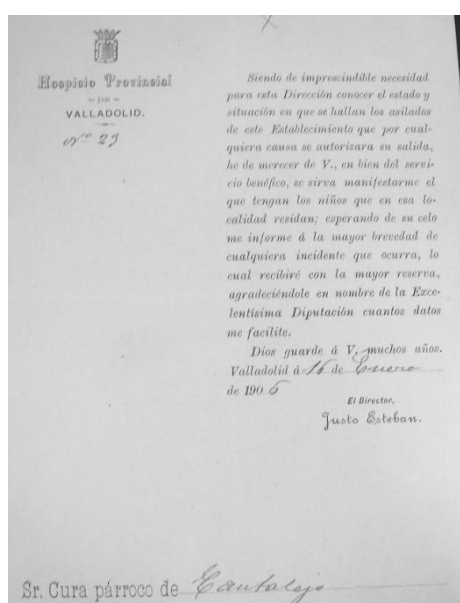 Hospicio Provincial
~ DE ~
VALLADOLID.
Nº 23
Siendo de imprescindible necesidad
para esta Dirección conocer el estado y
situación en que se hallan los asilados
de este Establecimiento que por cual-
quiera causa se autorizara su salida,
he de merecer de V., en bien del servi-
cio benéfico, se sirva manifestarme el
que tengan los niños que en esa lo-
calidad residan; esperando de su celo
me informe á la mayor brevedad de
cualquiera incidente que ocurra, lo
cual recibiré con la mayor reserva,
agradeciéndole en nombre de la Exce-
lentísima Diputación cuantos datos
me facilite.
Dios guarde á V. muchos años.
Valladolid á 16 de Enero
de 1906
El Director,
Justo Esteban.
Sr. Cura párroco de Cantalejo